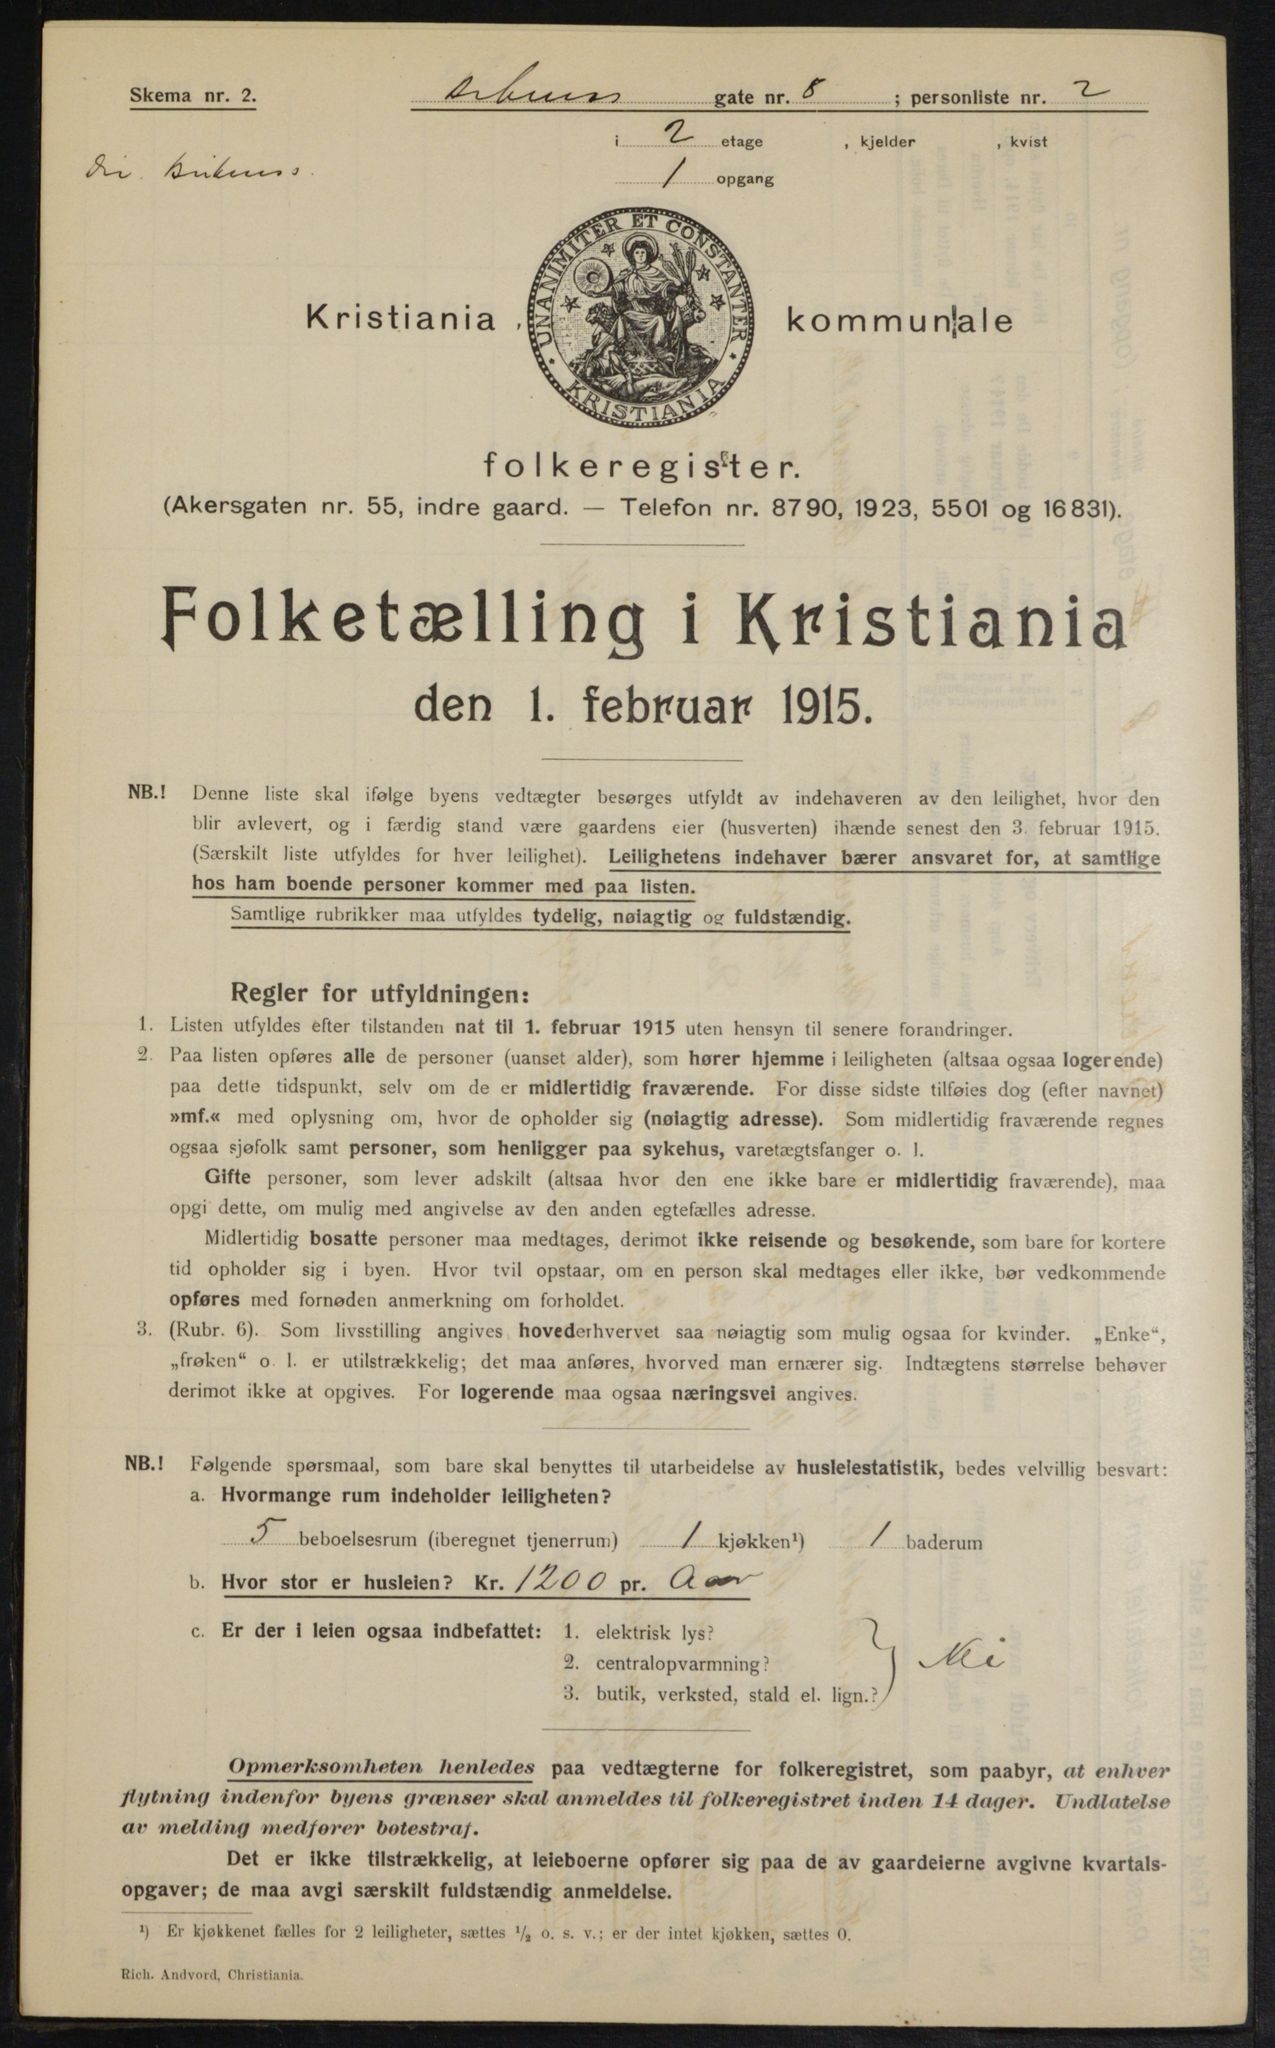 Skema nr. 2. gate nr. 8 ; personliste nr. 2
i 2 etage , kjelder , kvist
1 opgang
UNANIMITER ET CONSTANTER
KRISTIANIA
Kristiania kommunale
folkeregister.
(Akersgaten nr. 55, indre gaard. — Telefon nr. 8790, 1923, 5501 og 16831).
Folketælling i Kristiania
den 1. februar 1915.
NB.! Denne liste skal ifølge byens vedtægter besørges utfyldt av indehaveren av den leilighet, hvor den
blir avlevert, og i færdig stand være gaardens eier (husverten) ihænde senest den 3. februar 1915.
(Særskilt liste utfyldes for hver leilighet). Leilighetens indehaver bærer ansvaret for, at samtlige
hos ham boende personer kommer med paa listen.
Samtlige rubrikker maa utfyldes tydelig, nøiagtig og fuldstændig.
Regler for utfyldningen:
1. Listen utfyldes efter tilstanden nat til 1. februar 1915 uten hensyn til senere forandringer.
2. Paa listen opføres alle de personer (uanset alder), som hører hjemme i leiligheten (altsaa ogsaa logerende)
paa dette tidspunkt, selv om de er midlertidig fraværende. For disse sidste tilføies dog (efter navnet)
»mf.« med oplysning om, hvor de opholder sig (nøiagtig adresse). Som midlertidig fraværende regnes
ogsaa sjøfolk samt personer, som henligger paa sykehus, varetægtsfanger o. l.
Gifte personer, som lever adskilt (altsaa hvor den ene ikke bare er midlertidig fraværende), maa
opgi dette, om mulig med angivelse av den anden egtefælles adresse.
Midlertidig bosatte personer maa medtages, derimot ikke reisende og besøkende, som bare for kortere
tid opholder sig i byen. Hvor tvil opstaar, om en person skal medtages eller ikke, bør vedkommende
opføres med fornøden anmerkning om forholdet.
3. (Rubr. 6). Som livsstilling angives hovederhvervet saa nøiagtig som mulig ogsaa for kvinder. „Enke“,
„frøken“ o. l. er utilstrækkelig; det maa anføres, hvorved man ernærer sig. Indtægtens størrelse behøver
derimot ikke at opgives. For logerende maa ogsaa næringsvei angives.
NB.! Følgende spørsmaal, som bare skal benyttes til utarbeidelse av husleiestatistik, bedes velvillig besvart:
a. Hvormange rum indeholder leiligheten?
5 beboelsesrum (iberegnet tjenerrum) 1 kjøkken¹) 1 baderum
b. Hvor stor er husleien? Kr. 1200 pr. Aar
c. Er der i leien ogsaa indbefattet: 1. elektrisk lys?
2. centralopvarmning? Nei
3. butik, verksted, stald el. lign.?
Opmerksomheten henledes paa vedtægterne for folkeregistret, som paabyr, at enhver
flytning indenfor byens grænser skal anmeldes til folkeregistret inden 14 dager. Undlatelse
av melding medfører bøtestraf.
Det er ikke tilstrækkelig, at leieboerne opfører sig paa de av gaardeierne avgivne kvartals-
opgaver; de maa avgi særskilt fuldstændig anmeldelse.
¹) Er kjøkkenet fælles for 2 leiligheter, sættes ½ o. s. v.; er der intet kjøkken, sættes 0.
Rich. Andvord, Christiania.